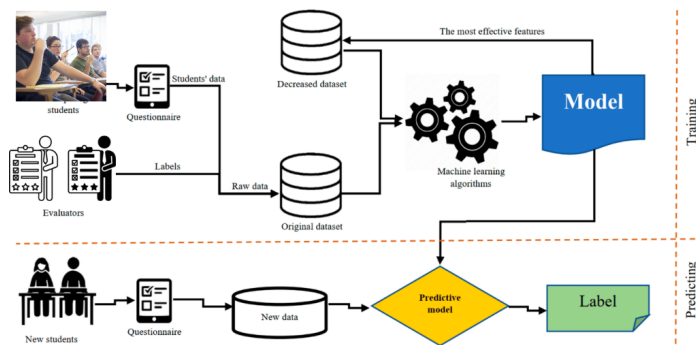 The most effective features
Students' data
Decreased dataset
Model
students
Questionnaire
Training
Labels
Raw data
Machine learning
algorithms
Evaluators
Original dataset
Predictive
model
Label
New data
Predicting
New students
Questionnaire